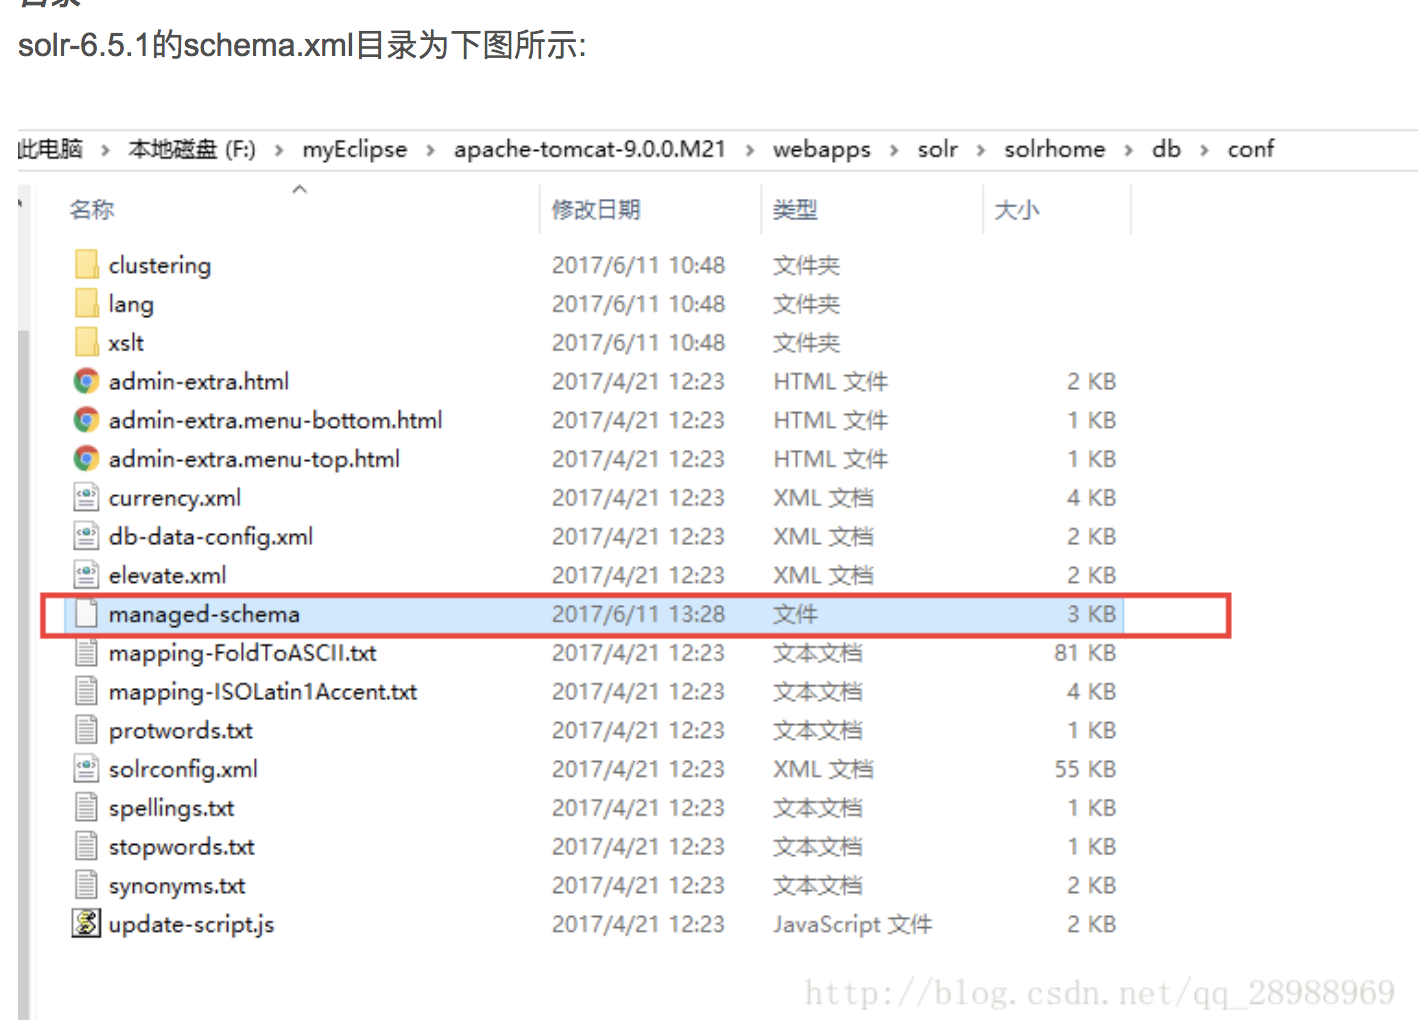 目录
solr-6.5.1的schema.xml目录为下图所示:
此电脑 › 本地磁盘 (F:) › myEclipse › apache-tomcat-9.0.0.M21 › webapps › solr › solrhome › db › conf
名称 修改日期 类型 大小
clustering 2017/6/11 10:48 文件夹
lang 2017/6/11 10:48 文件夹
xslt 2017/6/11 10:48 文件夹
admin-extra.html 2017/4/21 12:23 HTML 文件 2 KB
admin-extra.menu-bottom.html 2017/4/21 12:23 HTML 文件 1 KB
admin-extra.menu-top.html 2017/4/21 12:23 HTML 文件 1 KB
currency.xml 2017/4/21 12:23 XML 文档 4 KB
db-data-config.xml 2017/4/21 12:23 XML 文档 2 KB
elevate.xml 2017/4/21 12:23 XML 文档 2 KB
managed-schema 2017/6/11 13:28 文件 3 KB
mapping-FoldToASCII.txt 2017/4/21 12:23 文本文档 81 KB
mapping-ISOLatin1Accent.txt 2017/4/21 12:23 文本文档 4 KB
protwords.txt 2017/4/21 12:23 文本文档 1 KB
solrconfig.xml 2017/4/21 12:23 XML 文档 55 KB
spellings.txt 2017/4/21 12:23 文本文档 1 KB
stopwords.txt 2017/4/21 12:23 文本文档 1 KB
synonyms.txt 2017/4/21 12:23 文本文档 2 KB
update-script.js 2017/4/21 12:23 JavaScript 文件 2 KB
http://blog.csdn.net/qq_28988969